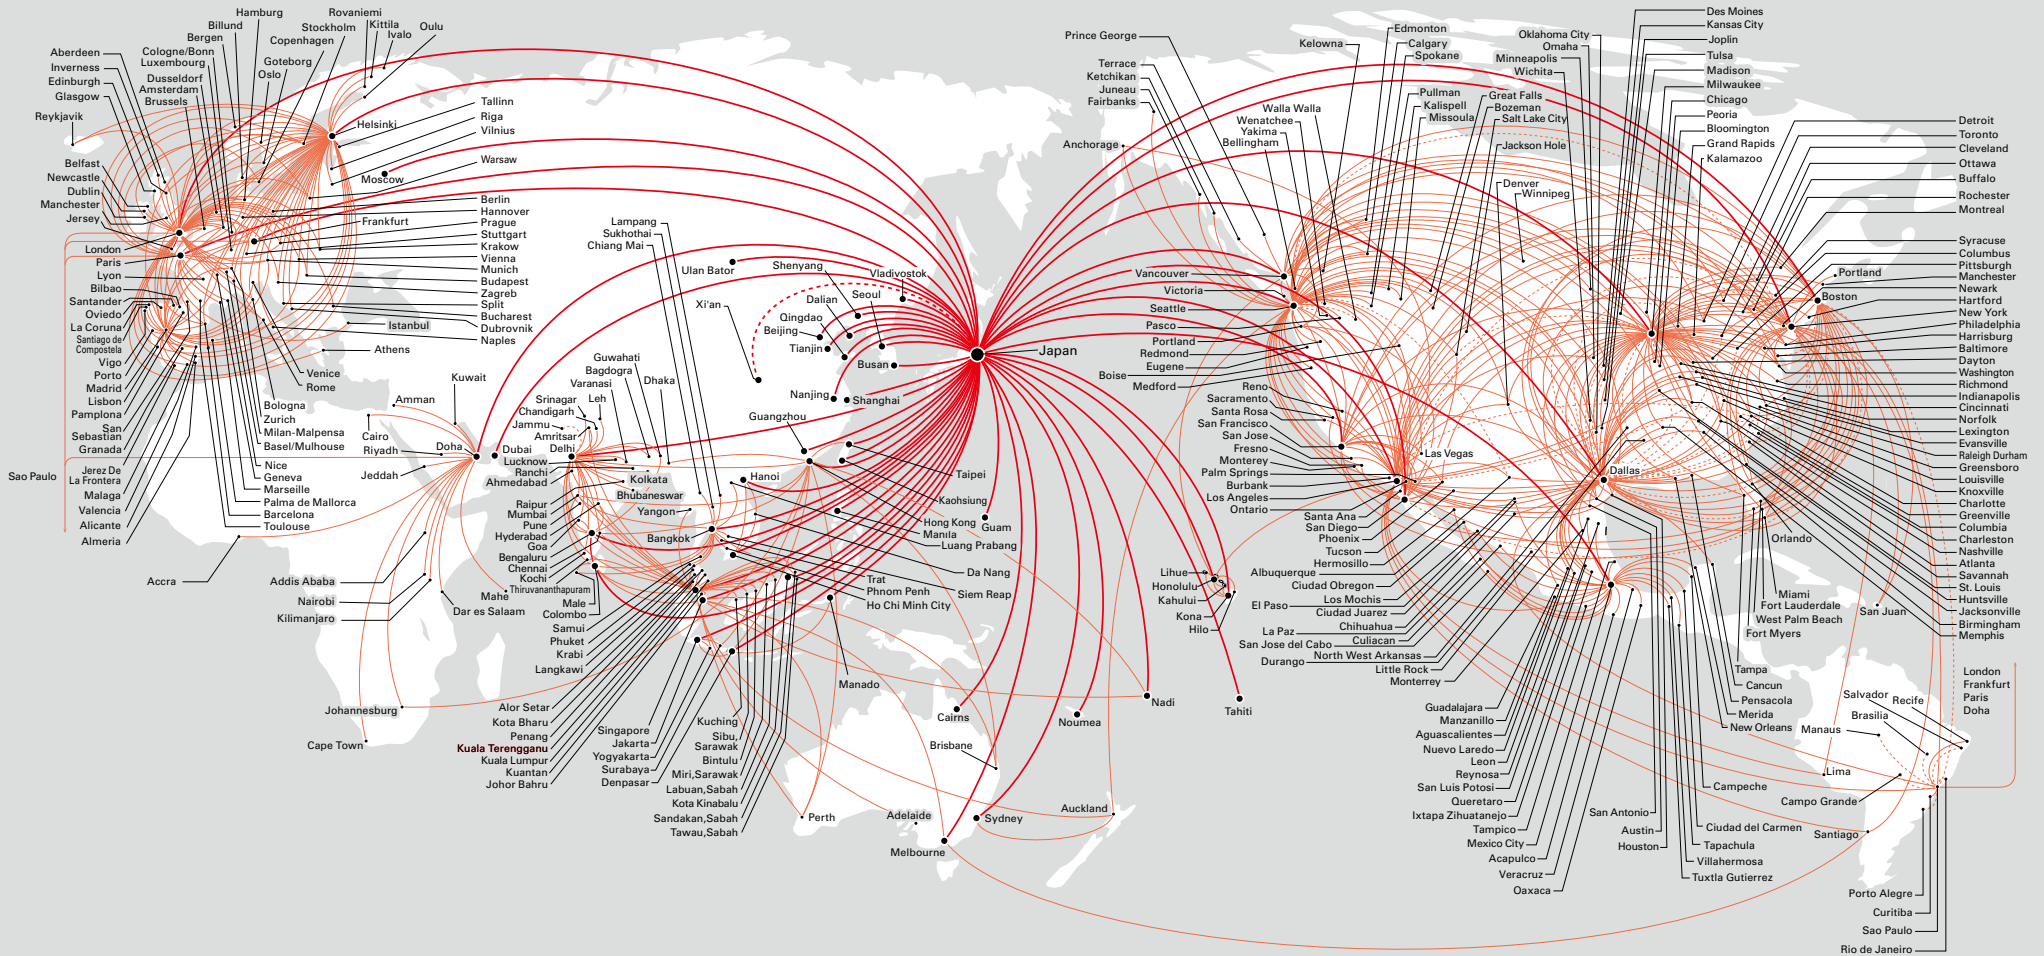 Hamburg
Rovaniemi
Billund
Stockholm
Kittila
Bergen
Copenhagen
Ivalo
Oulu
Aberdeen
Cologne/Bonn
Goteborg
Inverness
Luxembourg
Oslo
Edinburgh
Dusseldorf
Glasgow
Amsterdam
Brussels
Reykjavik
Tallinn
Riga
Helsinki
Vilnius
Warsaw
Moscow
Belfast
Newcastle
Dublin
Manchester
Jersey
London
Paris
Lyon
Bilbao
Santander
Oviedo
La Coruna
Santiago de
Compostela
Vigo
Porto
Madrid
Lisbon
Pamplona
San
Sebastian
Granada
Jerez De
La Frontera
Malaga
Valencia
Alicante
Almeria
Berlin
Hannover
Frankfurt
Prague
Stuttgart
Krakow
Vienna
Munich
Budapest
Zagreb
Split
Bucharest
Dubrovnik
Naples
Istanbul
Athens
Venice
Rome
Bologna
Zurich
Milan-Malpensa
Basel/Mulhouse
Nice
Geneva
Marseille
Palma de Mallorca
Barcelona
Toulouse
Sao Paulo
Accra
Addis Ababa
Nairobi
Kilimanjaro
Dar es Salaam
Mahe
Johannesburg
Cape Town
Kuwait
Amman
Cairo
Riyadh
Jeddah
Doha
Dubai
Lampang
Sukhothai
Chiang Mai
Ulan Bator
Shenyang
Vladivostok
Xi'an
Dalian
Seoul
Qingdao
Beijing
Tianjin
Busan
Nanjing
Shanghai
Guangzhou
Japan
Guwahati
Bagdogra
Varanasi
Dhaka
Srinagar
Leh
Chandigarh
Jammu
Amritsar
Delhi
Lucknow
Ranchi
Ahmedabad
Kolkata
Bhubaneswar
Yangon
Raipur
Mumbai
Pune
Hyderabad
Goa
Bengaluru
Chennai
Kochi
Thiruvananthapuram
Male
Colombo
Bangkok
Hanoi
Taipei
Kaohsiung
Guam
Hong Kong
Manila
Luang Prabang
Da Nang
Trat
Phnom Penh
Siem Reap
Ho Chi Minh City
Samui
Phuket
Krabi
Langkawi
Alor Setar
Kota Bharu
Penang
Kuala Terengganu
Kuala Lumpur
Kuantan
Johor Bahru
Singapore
Jakarta
Yogyakarta
Surabaya
Denpasar
Kuching
Sibu,
Sarawak
Bintulu
Miri,Sarawak
Labuan,Sabah
Kota Kinabalu
Sandakan,Sabah
Tawau,Sabah
Manado
Perth
Adelaide
Melbourne
Sydney
Brisbane
Cairns
Noumea
Nadi
Tahiti
Auckland
Lihue
Honolulu
Kahului
Kona
Hilo
Prince George
Terrace
Ketchikan
Juneau
Fairbanks
Anchorage
Kelowna
Edmonton
Calgary
Spokane
Walla Walla
Wenatchee
Yakima
Bellingham
Pullman
Kalispell
Missoula
Great Falls
Bozeman
Salt Lake City
Jackson Hole
Denver
Winnipeg
Oklahoma City
Omaha
Minneapolis
Wichita
Des Moines
Kansas City
Joplin
Tulsa
Madison
Milwaukee
Chicago
Peoria
Bloomington
Grand Rapids
Kalamazoo
Vancouver
Victoria
Seattle
Pasco
Portland
Redmond
Eugene
Boise
Medford
Reno
Sacramento
Santa Rosa
San Francisco
San Jose
Fresno
Monterey
Palm Springs
Burbank
Los Angeles
Ontario
Las Vegas
Dallas
Santa Ana
San Diego
Phoenix
Tucson
Hermosillo
Albuquerque
Ciudad Obregon
Los Mochis
El Paso
Ciudad Juarez
Chihuahua
La Paz
Culiacan
San Jose del Cabo
North West Arkansas
Durango
Little Rock
Monterrey
Guadalajara
Manzanillo
Aguascalientes
Nuevo Laredo
Leon
Reynosa
San Luis Potosi
Queretaro
Ixtapa Zihuatanejo
Tampico
Mexico City
Acapulco
Veracruz
Oaxaca
San Antonio
Austin
Houston
Detroit
Toronto
Cleveland
Ottawa
Buffalo
Rochester
Montreal
Syracuse
Columbus
Pittsburgh
Portland
Manchester
Newark
Boston
Hartford
New York
Philadelphia
Harrisburg
Baltimore
Dayton
Washington
Richmond
Indianapolis
Cincinnati
Norfolk
Lexington
Evansville
Raleigh Durham
Greensboro
Louisville
Knoxville
Charlotte
Greenville
Columbia
Charleston
Nashville
Atlanta
Savannah
St. Louis
Huntsville
Jacksonville
Birmingham
Memphis
Orlando
Miami
Fort Lauderdale
West Palm Beach
Fort Myers
San Juan
Tampa
Cancun
Pensacola
Merida
New Orleans
Campeche
Ciudad del Carmen
Tapachula
Villahermosa
Tuxtla Gutierrez
London
Frankfurt
Paris
Doha
Salvador
Recife
Brasilia
Manaus
Lima
Campo Grande
Santiago
Porto Alegre
Curitiba
Sao Paulo
Rio de Janeiro